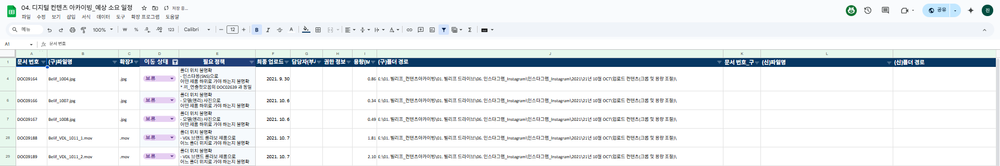 04. 디지털 컨텐츠 아카이빙_예상 소요 일정 저장 중...
파일 수정 보기 삽입 서식 데이터 도구 확장 프로그램 도움말
공유 진
메뉴 100% ₩ % .0 .00 123 Calibri 12 B I S A
A1 fx 문서 번호
A B C D E F G H I J K L
1 문서 번호 (구)파일명 확장자 이동 상태 필요 정책 최종 업로드 담당자(부서 권한 정보 용량(M (구)폴더 경로 문서 번호_구 (신)파일명 (신)폴더 경로
4 DOC09164 Belif_1004.jpg .jpg 보류 폴더 위치 불명확
- 인스타용(SNS)으로
어떤 제품 하위로 가야 하는지 불명확
* 끼_연출컷모음의 DOC02639 과 동일
2021. 9. 30 0.86 E:\01. 빌리프_컨텐츠아카이빙\01. 빌리프 드라이브\06. 인스타그램_Instagram\인스타그램_Instagram\2021\21년 10월 OCT\업로드 컨텐츠(크롭 및 용량 조절)\
6 DOC09166 Belif_1007.jpg .jpg 보류 폴더 위치 불명확
- 모델(헨리) 사진으로
어떤 제품 하위로 가야 하는지 불명확
2021. 10. 6 0.34 E:\01. 빌리프_컨텐츠아카이빙\01. 빌리프 드라이브\06. 인스타그램_Instagram\인스타그램_Instagram\2021\21년 10월 OCT\업로드 컨텐츠(크롭 및 용량 조절)\
7 DOC09167 Belif_1008.jpg .jpg 보류 폴더 위치 불명확
- 모델(헨리) 사진으로
어떤 제품 하위로 가야 하는지 불명확
2021. 10. 6 0.49 E:\01. 빌리프_컨텐츠아카이빙\01. 빌리프 드라이브\06. 인스타그램_Instagram\인스타그램_Instagram\2021\21년 10월 OCT\업로드 컨텐츠(크롭 및 용량 조절)\
28 DOC09188 Belif_VDL_1011_1.mov .mov 보류 폴더 위치 불명확
- VDL 브랜드 콜라보 제품으로
어느 폴더 위치로 가야 하는지 불명확
2021. 10. 7 1.81 E:\01. 빌리프_컨텐츠아카이빙\01. 빌리프 드라이브\06. 인스타그램_Instagram\인스타그램_Instagram\2021\21년 10월 OCT\업로드 컨텐츠(크롭 및 용량 조절)\
29 DOC09189 Belif_VDL_1011_2.mov .mov 보류 폴더 위치 불명확
- VDL 브랜드 콜라보 제품으로
어느 폴더 위치로 가야 하는지 불명확
2021. 10. 7 2.10 E:\01. 빌리프_컨텐츠아카이빙\01. 빌리프 드라이브\06. 인스타그램_Instagram\인스타그램_Instagram\2021\21년 10월 OCT\업로드 컨텐츠(크롭 및 용량 조절)\